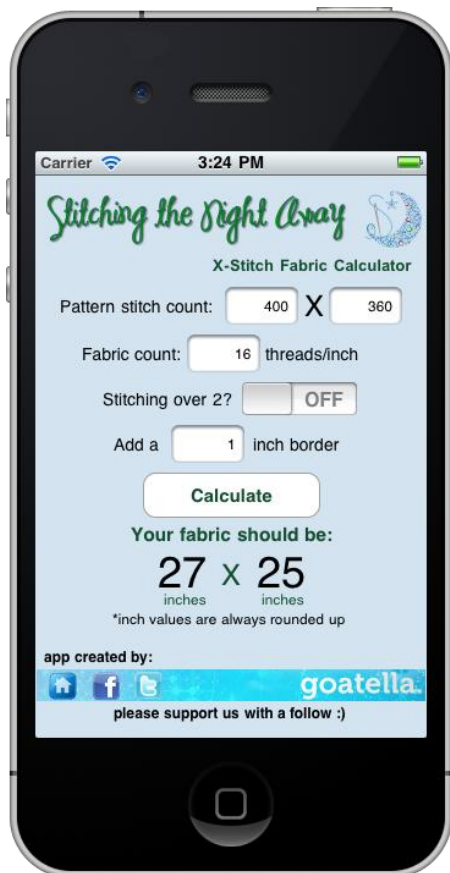 Carrier 3:24 PM
Stitching the Night Away
X-Stitch Fabric Calculator
Pattern stitch count: 400 X 360
Fabric count: 16 threads/inch
Stitching over 2? OFF
Add a 1 inch border
Calculate
Your fabric should be:
27 x 25
inches inches
*inch values are always rounded up
app created by:
goatella.
please support us with a follow :)